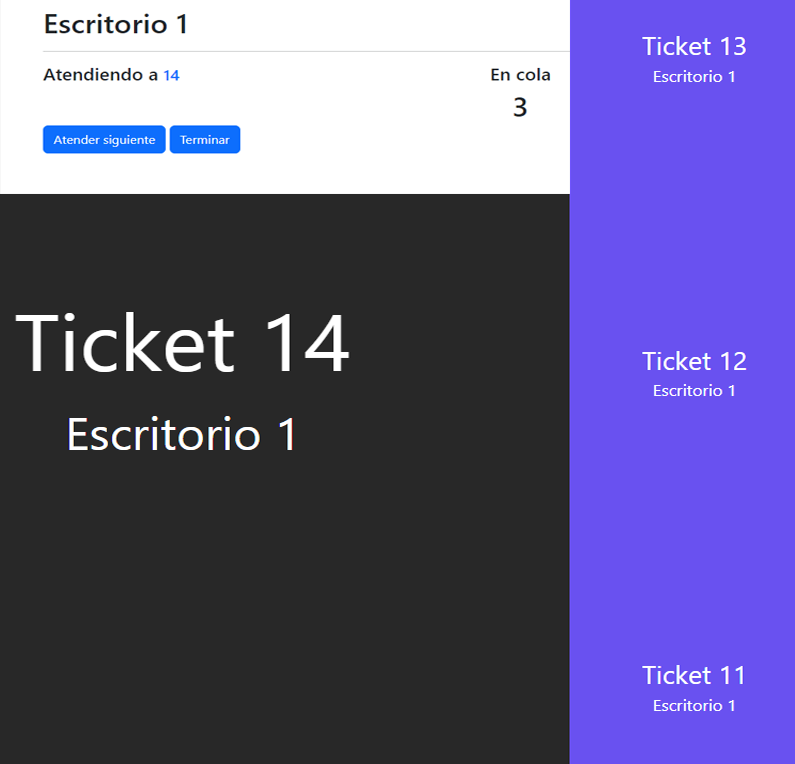 Escritorio 1
Atendiendo a 14
En cola
3
Atender siguiente
Terminar
Ticket 14
Escritorio 1
Ticket 13
Escritorio 1
Ticket 12
Escritorio 1
Ticket 11
Escritorio 1